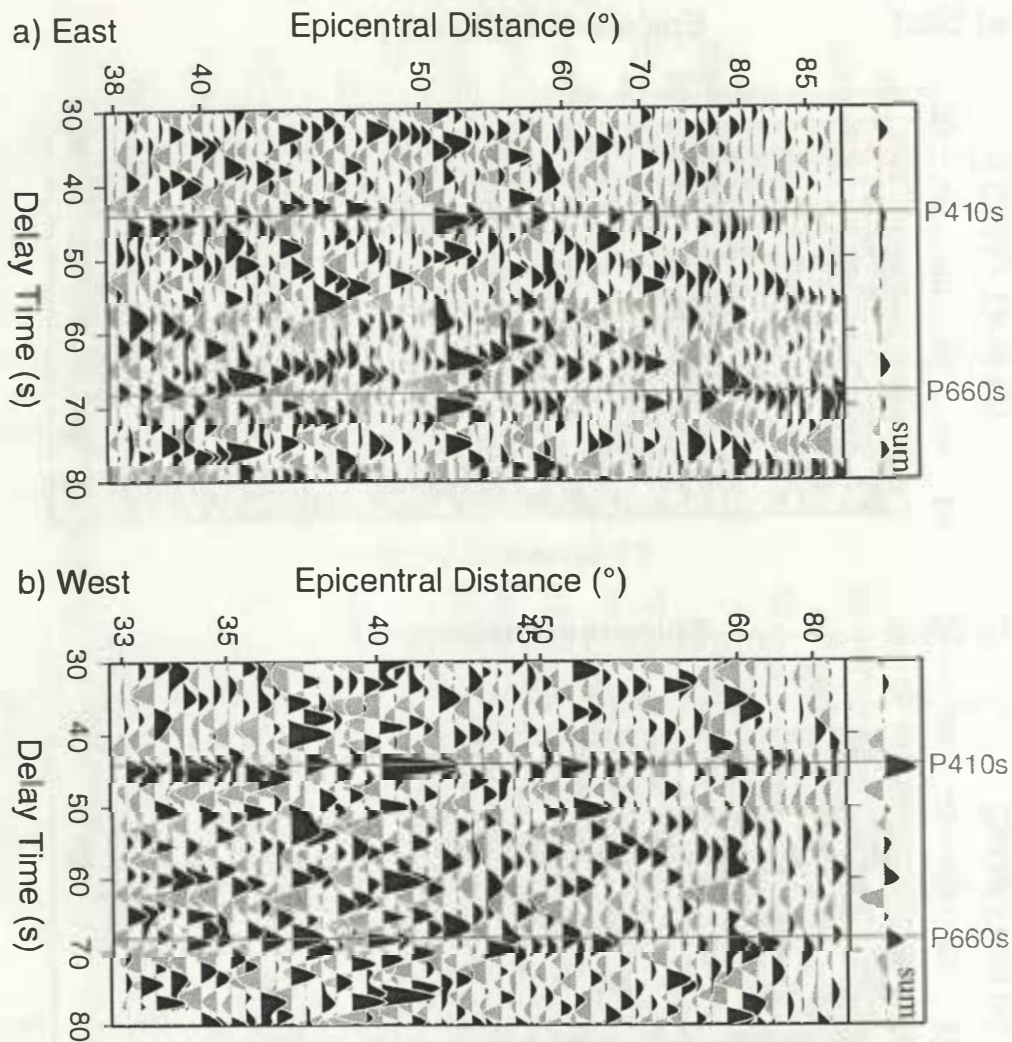 a) East
Epicentral Distance (°)
38 40 50 60 70 80 85
30
40
50
60
70
80
Delay Time (s)
P410s
P660s
sum
b) West
Epicentral Distance (°)
33 35 40 45 50 60 80
30
40
50
60
70
80
Delay Time (s)
P410s
P660s
sum